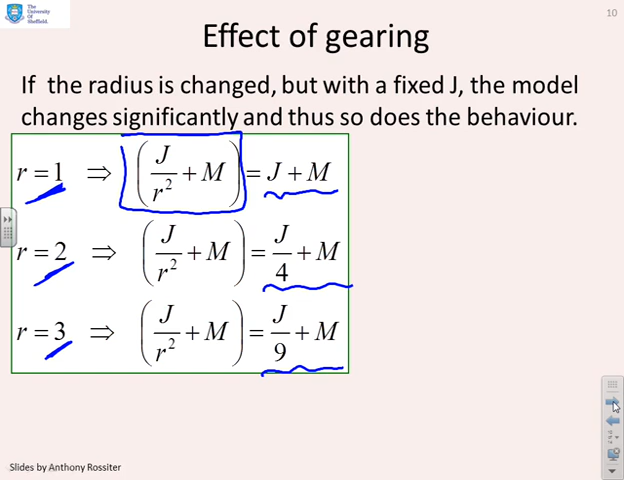 The
University
Of
Sheffield.
10
Effect of gearing
If the radius is changed, but with a fixed J, the model
changes significantly and thus so does the behaviour.
r = 1 ⇒ (J/r² + M) = J + M
r = 2 ⇒ (J/r² + M) = J/4 + M
r = 3 ⇒ (J/r² + M) = J/9 + M
Slides by Anthony Rossiter